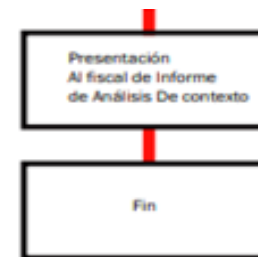 Presentación
Al fiscal de Informe
de Análisis De contexto
Fin